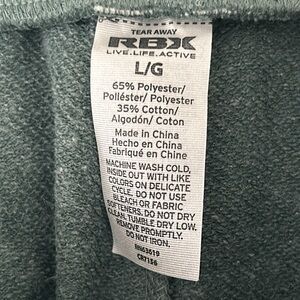 TEAR AWAY
RBX
LIVE.LIFE.ACTIVE
L/G
65% Polyester/
Poliéster/ Polyester
35% Cotton/
Algodón/ Coton
Made in China
Hecho en China
Fabriqué en Chine
MACHINE WASH COLD,
INSIDE OUT WITH LIKE
COLORS ON DELICATE
CYCLE. DO NOT USE
BLEACH OR FABRIC
SOFTENERS. DO NOT DRY
CLEAN. TUMBLE DRY LOW.
REMOVE PROMPTLY.
DO NOT IRON.
RN63619